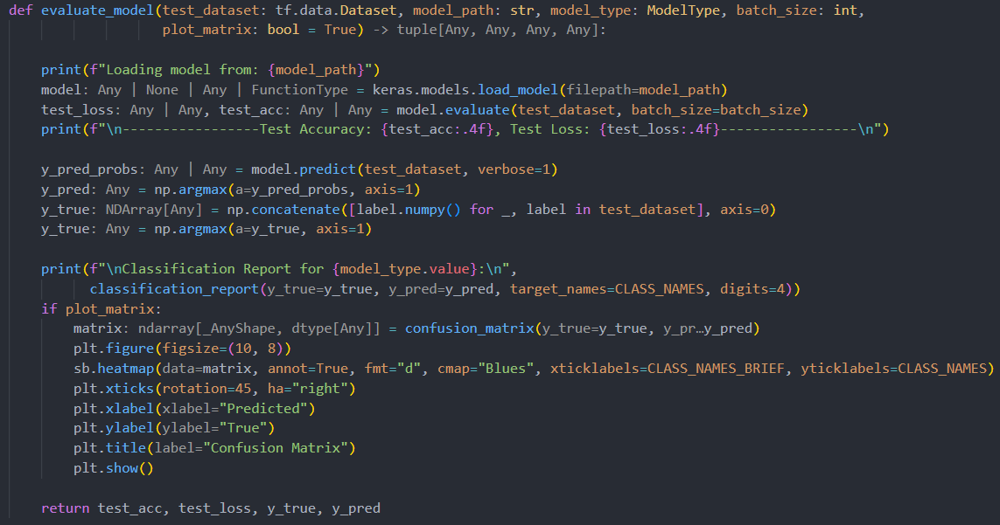 def evaluate_model(test_dataset: tf.data.Dataset, model_path: str, model_type: ModelType, batch_size: int,
                   plot_matrix: bool = True) -> tuple[Any, Any, Any, Any]:

    print(f"Loading model from: {model_path}")
    model: Any | None | Any | FunctionType = keras.models.load_model(filepath=model_path)
    test_loss: Any | Any, test_acc: Any | Any = model.evaluate(test_dataset, batch_size=batch_size)
    print(f"\n-----------------Test Accuracy: {test_acc:.4f}, Test Loss: {test_loss:.4f}-----------------\n")

    y_pred_probs: Any | Any = model.predict(test_dataset, verbose=1)
    y_pred: Any = np.argmax(a=y_pred_probs, axis=1)
    y_true: NDArray[Any] = np.concatenate([label.numpy() for _, label in test_dataset], axis=0)
    y_true: Any = np.argmax(a=y_true, axis=1)

    print(f"\nClassification Report for {model_type.value}:\n",
          classification_report(y_true=y_true, y_pred=y_pred, target_names=CLASS_NAMES, digits=4))
    if plot_matrix:
        matrix: ndarray[_AnyShape, dtype[Any]] = confusion_matrix(y_true=y_true, y_pr…y_pred)
        plt.figure(figsize=(10, 8))
        sb.heatmap(data=matrix, annot=True, fmt="d", cmap="Blues", xticklabels=CLASS_NAMES_BRIEF, yticklabels=CLASS_NAMES)
        plt.xticks(rotation=45, ha="right")
        plt.xlabel(xlabel="Predicted")
        plt.ylabel(ylabel="True")
        plt.title(label="Confusion Matrix")
        plt.show()

    return test_acc, test_loss, y_true, y_pred